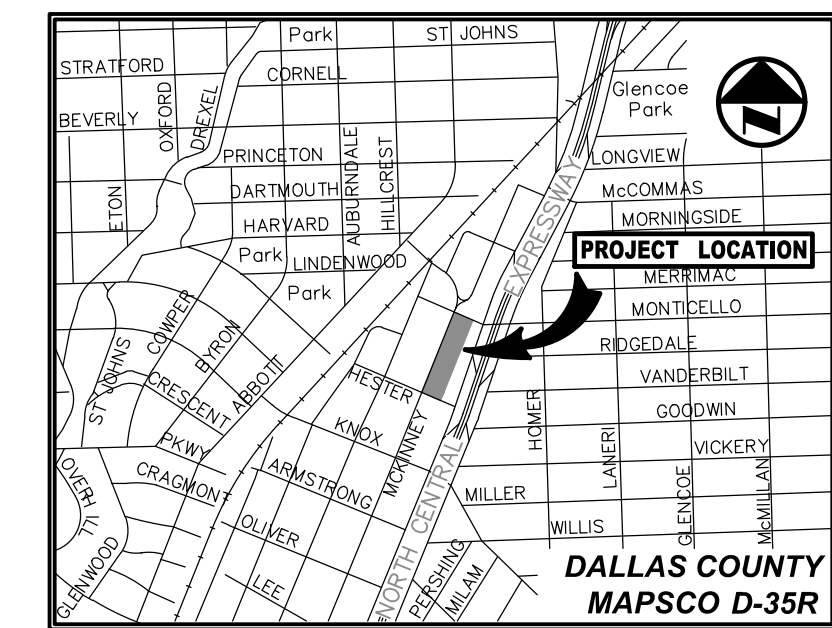 Park
ST JOHNS
STRATFORD
CORNELL
Glencoe
Park
BEVERLY
OXFORD
DREXEL
N
PRINCETON
AUBURNDALE
HILLCREST
LONGVIEW
DARTMOUTH
McCOMMAS
ETON
HARVARD
MORNINGSIDE
Park
LINDENWOOD
EXPRESSWAY
PROJECT LOCATION
Park
MERRIMAC
MONTICELLO
COWPER
BYRON
RIDGEDALE
ST JOHNS
CRESCENT
ABBOTT
HESTER
VANDERBILT
GOODWIN
HOMER
PKWY
KNOX
MCKINNEY
LANERI
VICKERY
OVERH ILL
CRAGMONT
ARMSTRONG
MILLER
GLENCOE
McMILLAN
OLIVER
NORTH CENTRAL
WILLIS
GLENWOOD
LEE
PERSHING
MILAM
DALLAS COUNTY
MAPSCO D-35R